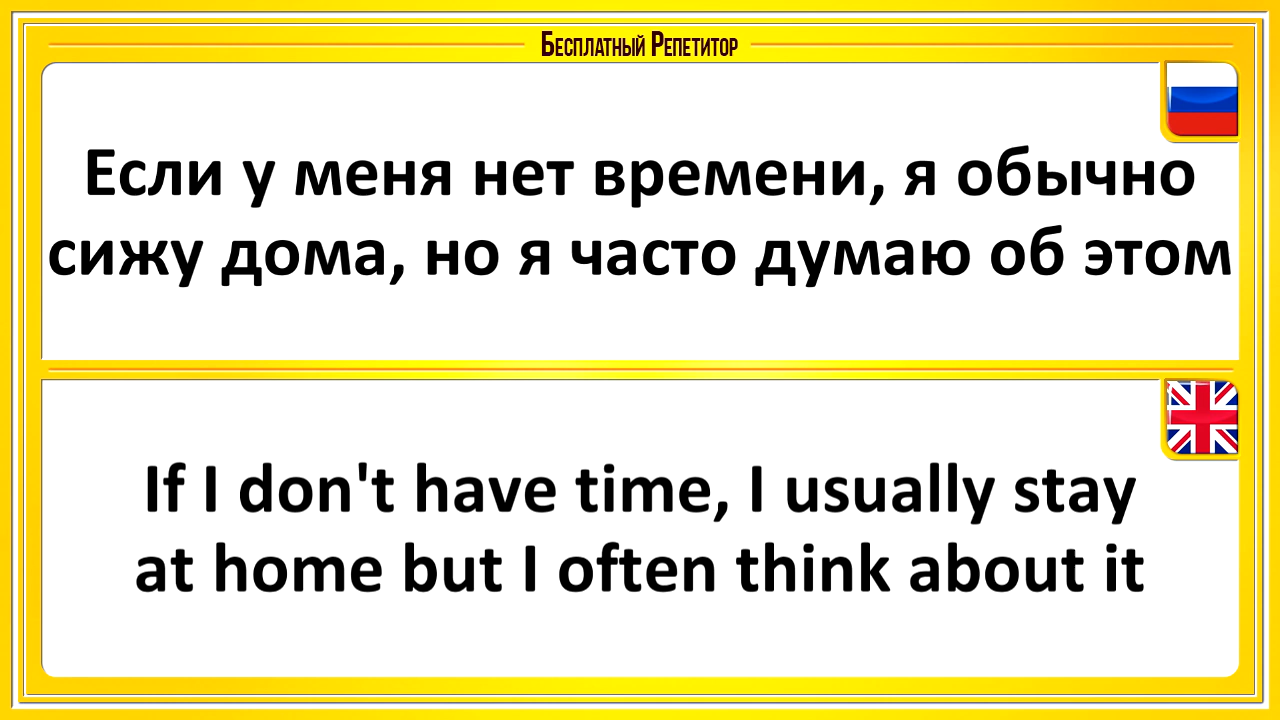 Бесплатный Репетитор
Если у меня нет времени, я обычно
сижу дома, но я часто думаю об этом
If I don't have time, I usually stay
at home but I often think about it